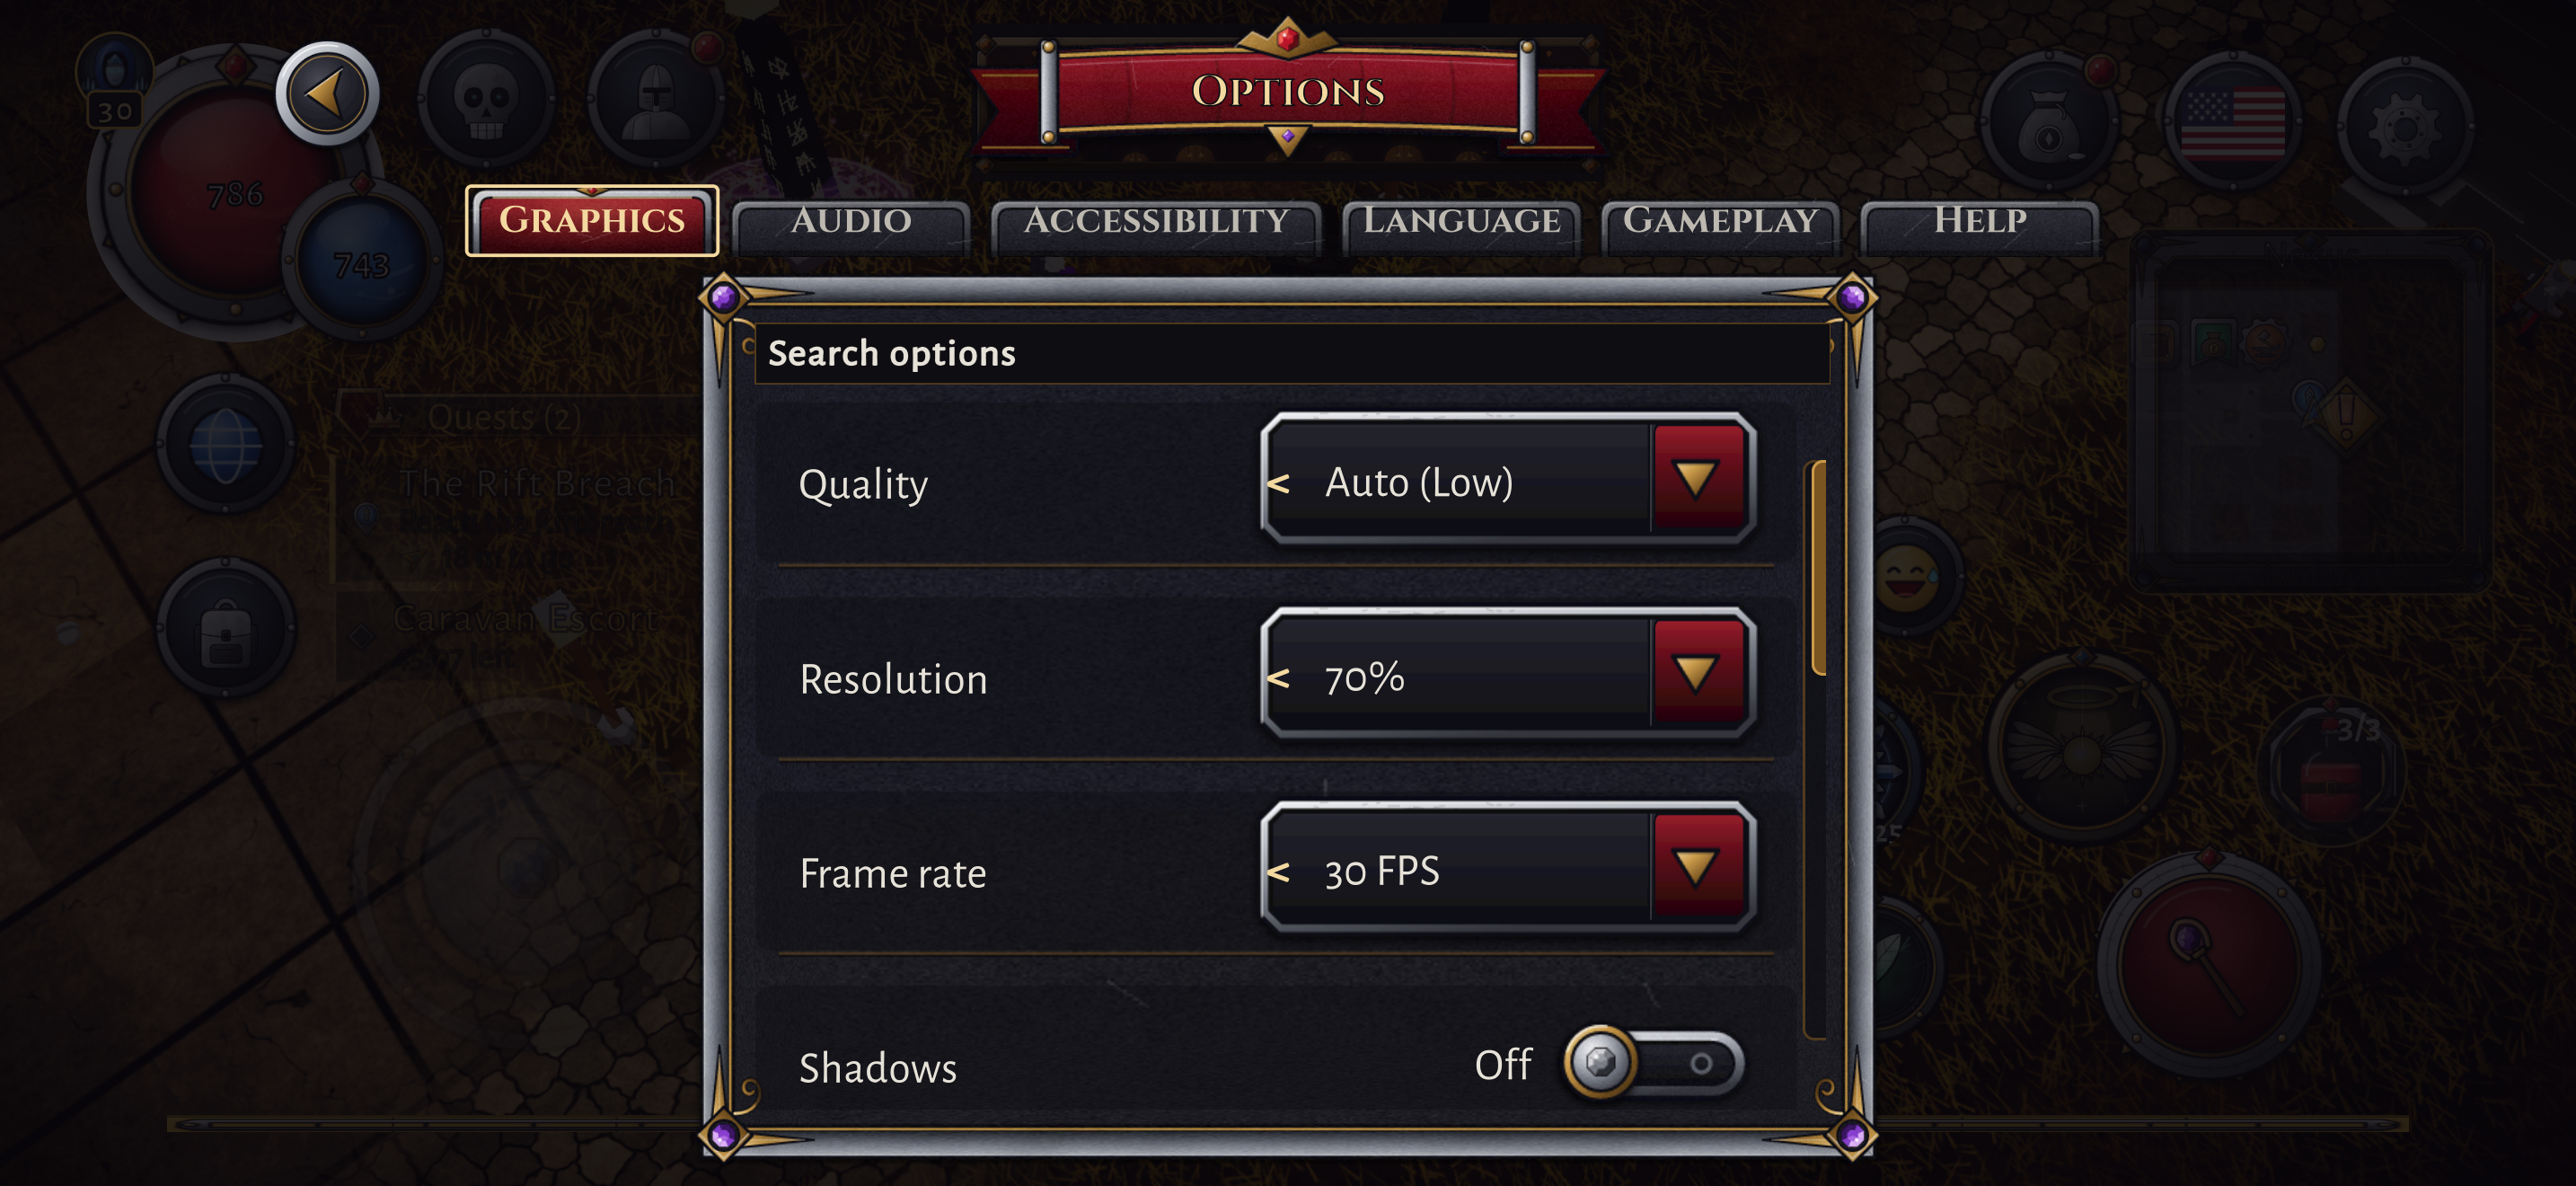 Options
30
786
743
Graphics
Audio
Accessibility
Language
Gameplay
Help
Search options
Quests (2)
Quality
< Auto (Low)
The Rift Breach
Caravan Escort
Resolution
< 70%
3/3
Frame rate
< 30 FPS
25
Shadows
Off